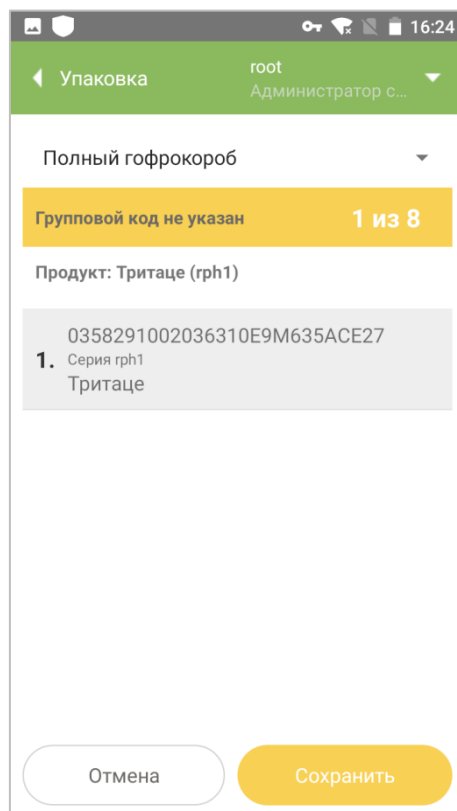 16:24
Упаковка
root
Администратор с...
Полный гофрокороб
Групповой код не указан 1 из 8
Продукт: Тритаце (rph1)
0358291002036310E9M635ACE27
1. Серия rph1
Тритаце
Отмена Сохранить